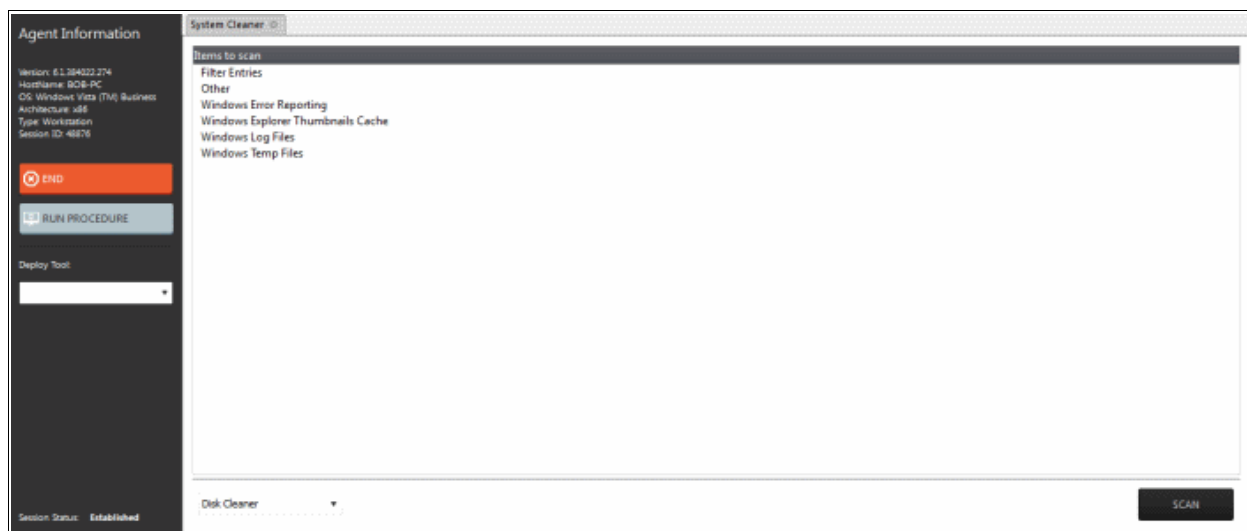 Agent Information
Version: 6.1.384022.274
HostName: BOB-PC
OS: Windows Vista (TM) Business
Architecture: x86
Type: Workstation
Session ID: 48876
END
RUN PROCEDURE
Deploy Tool:
Session Status: Established
System Cleaner
Items to scan
Filter Entries
Other
Windows Error Reporting
Windows Explorer Thumbnails Cache
Windows Log Files
Windows Temp Files
Disk Cleaner
SCAN